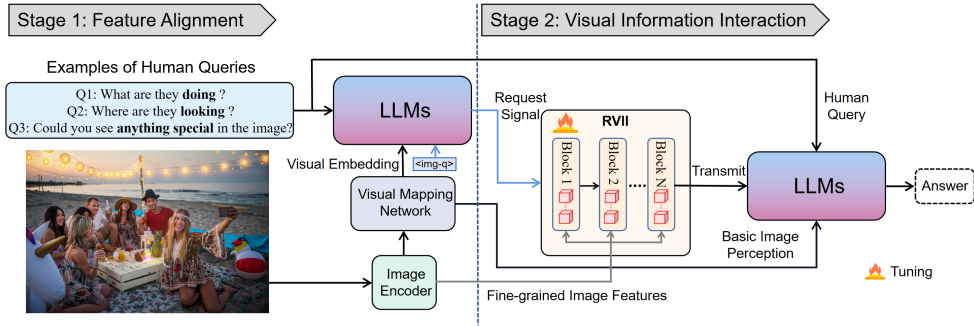 Stage 1: Feature Alignment
Stage 2: Visual Information Interaction
Examples of Human Queries
Q1: What are they doing ?
Q2: Where are they looking ?
Q3: Could you see anything special in the image?
LLMs
<img-q>
Visual Embedding
Visual Mapping
Network
Image
Encoder
Request
Signal
RVII
Block 1
Block 2
....
Block N
Transmit
Human
Query
LLMs
Answer
Basic Image
Perception
Fine-grained Image Features
Tuning